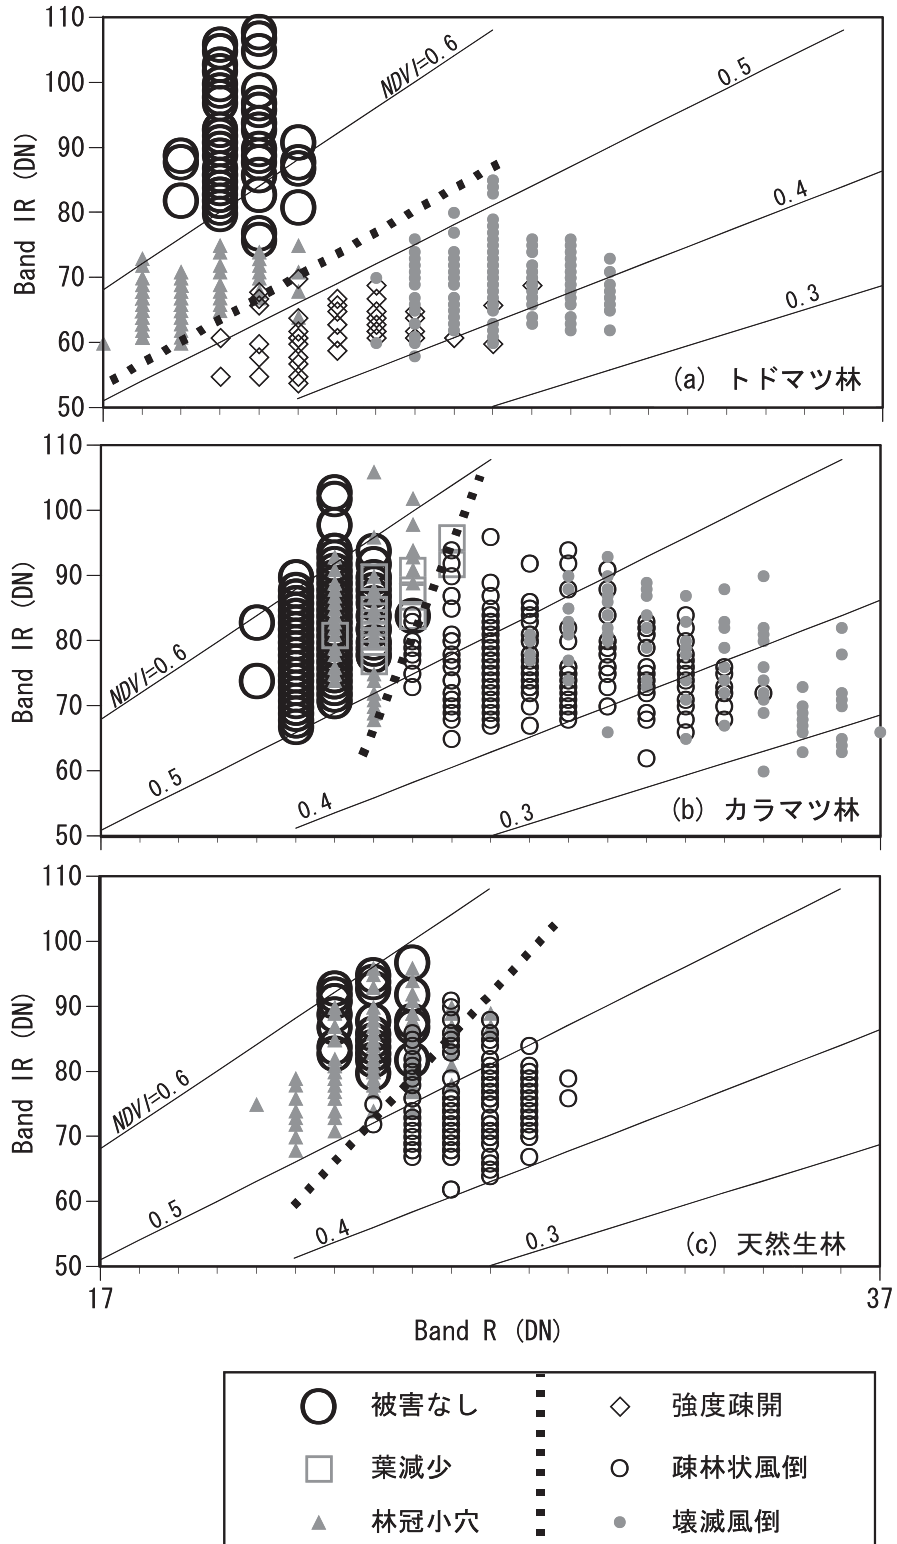 110
100
90
80
70
60
50
Band IR (DN)
NDVI=0.6
0.5
0.4
0.3
(a) トドマツ林
110
100
90
80
70
60
50
Band IR (DN)
NDVI=0.6
0.5
0.4
0.3
(b) カラマツ林
110
100
90
80
70
60
50
Band IR (DN)
NDVI=0.6
0.5
0.4
0.3
(c) 天然生林
17
37
Band R (DN)
被害なし
強度疎開
葉減少
疎林状風倒
林冠小穴
壊滅風倒